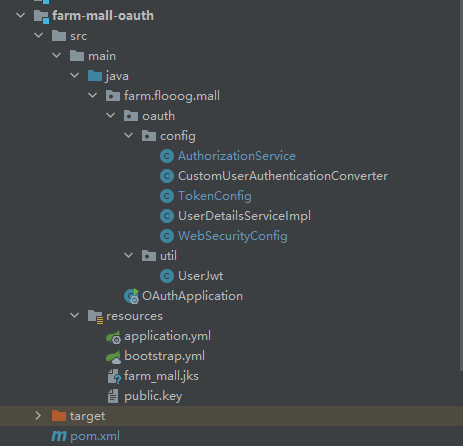 farm-mall-oauth
src
main
java
farm.flooog.mall
oauth
config
AuthorizationService
CustomUserAuthenticationConverter
TokenConfig
UserDetailsServiceImpl
WebSecurityConfig
util
UserJwt
OAuthApplication
resources
application.yml
bootstrap.yml
farm_mall.jks
public.key
target
pom.xml